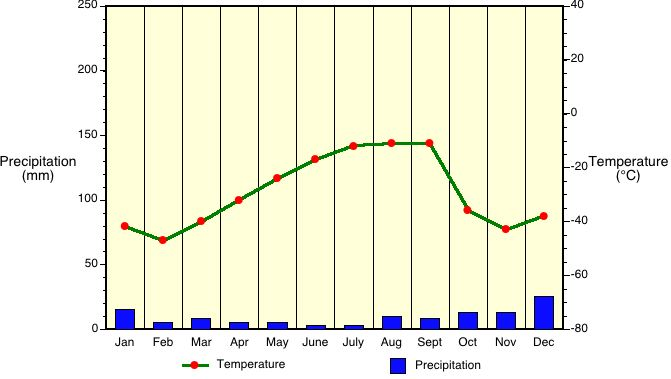 250
200
150
100
50
0
Precipitation
(mm)
40
20
0
-20
-40
-60
-80
Temperature
(°C)
Jan Feb Mar Apr May June July Aug Sept Oct Nov Dec
Temperature Precipitation